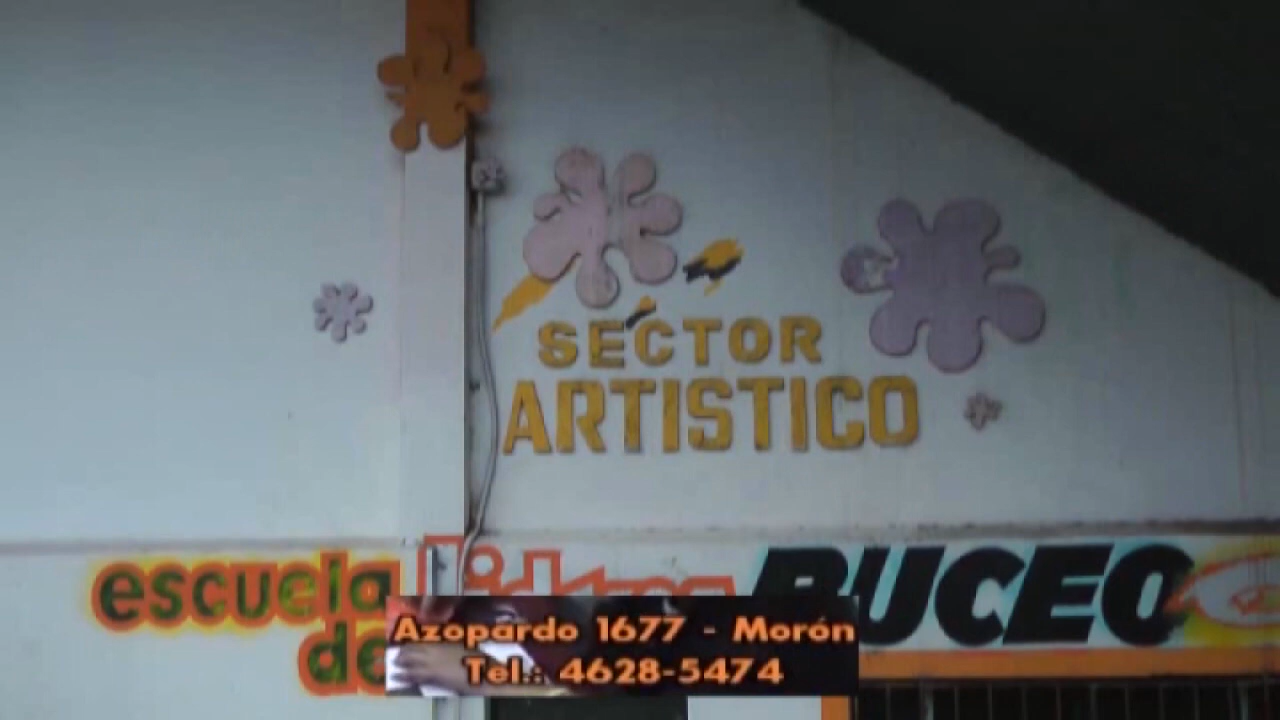 SECTOR
ARTISTICO
escuela
de
BUCEO
Azopardo 1677 - Morón
Tel.: 4628-5474